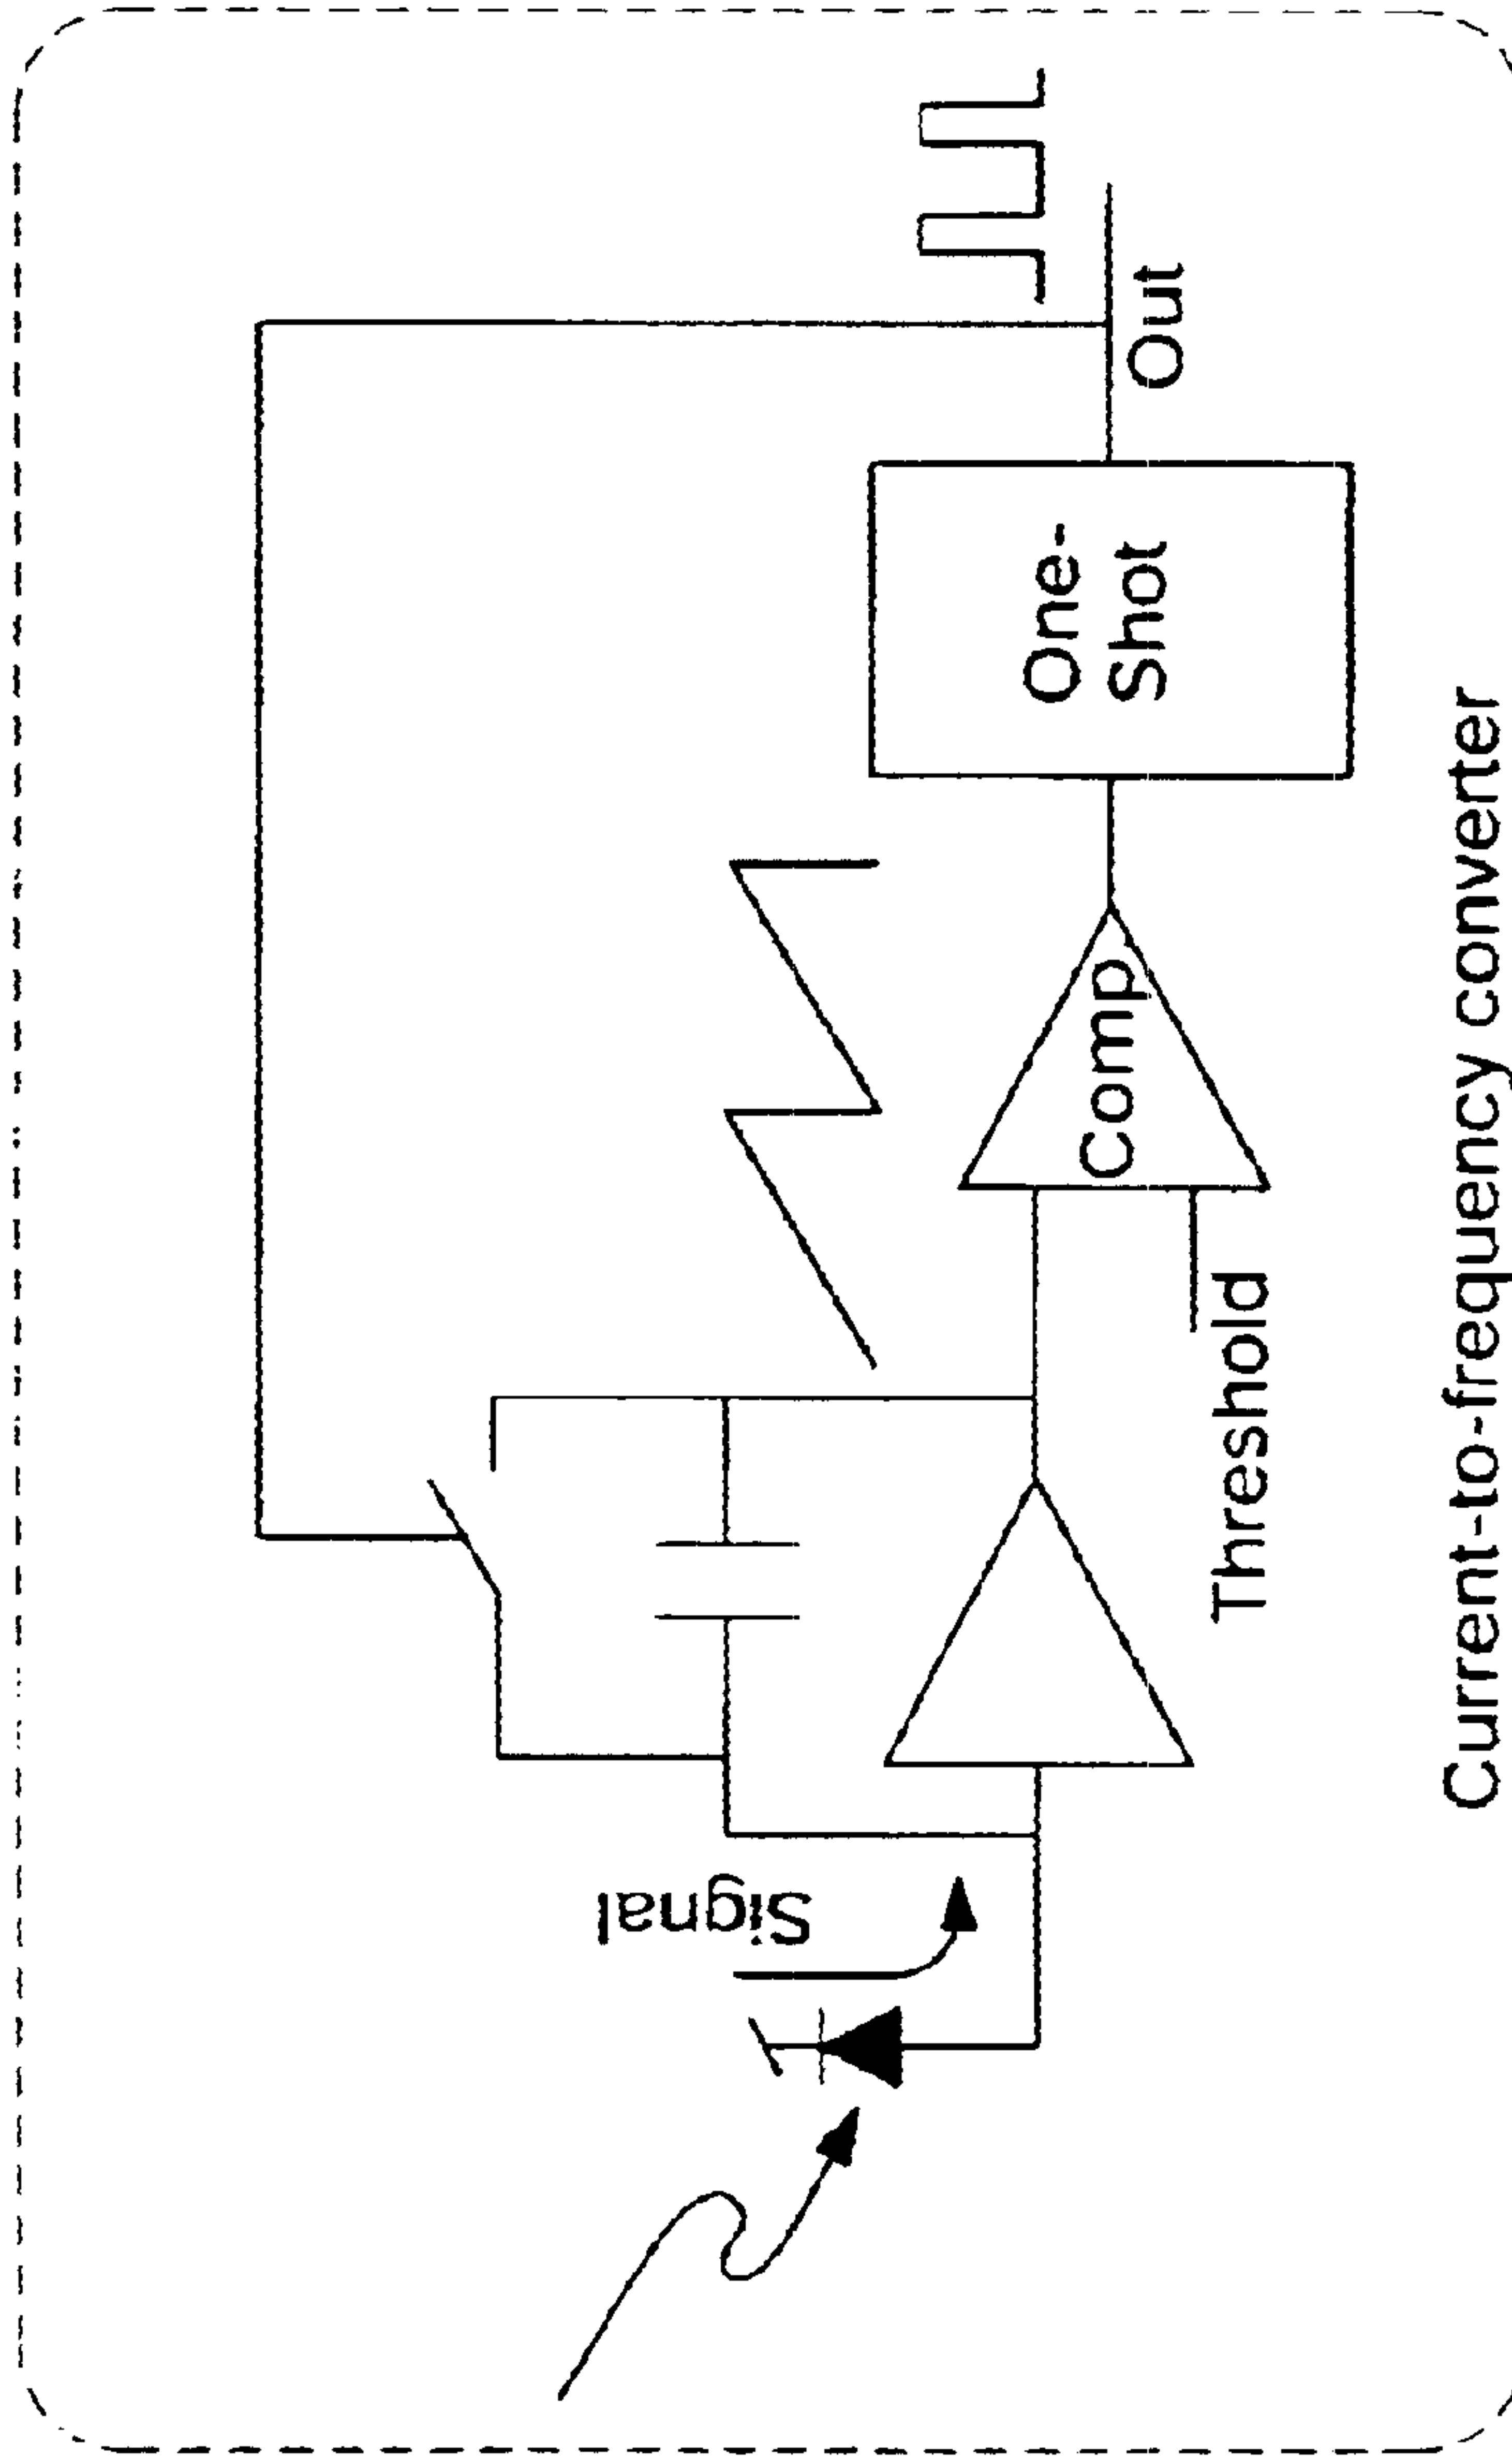 Signal
Threshold
Comp
One-
Shot
Out
Current-to-frequency converter